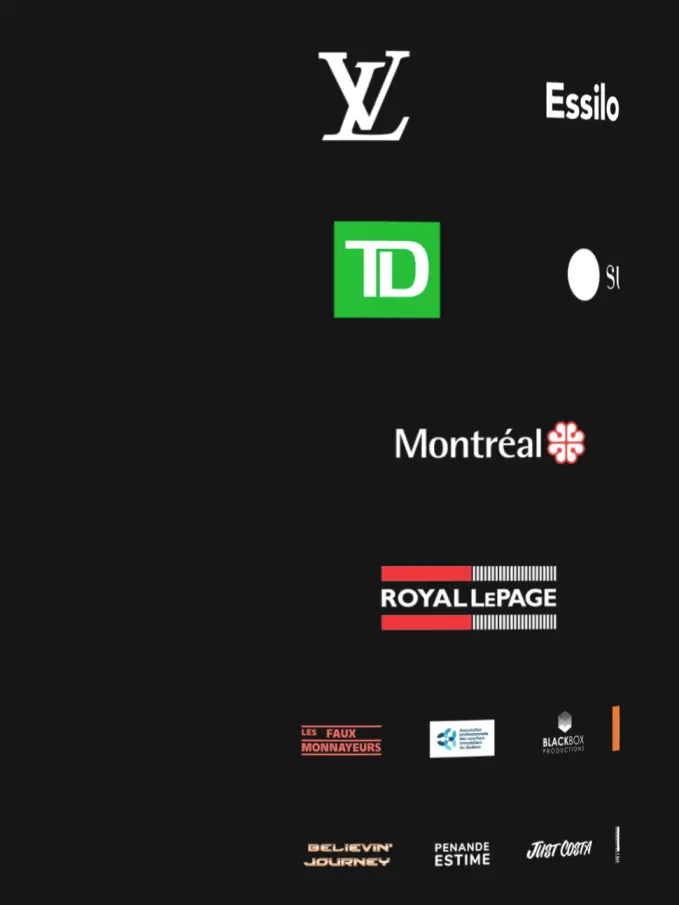 LV
Essilo
TD
Montréal
ROYAL LEPAGE
LES FAUX
MONNAYEURS
Association
professionnelle
des courtiers
immobiliers
du Québec
BLACKBOX
PRODUCTIONS
BELIEVIN'
JOURNEY
PENANDE
ESTIME
JUST COSTA